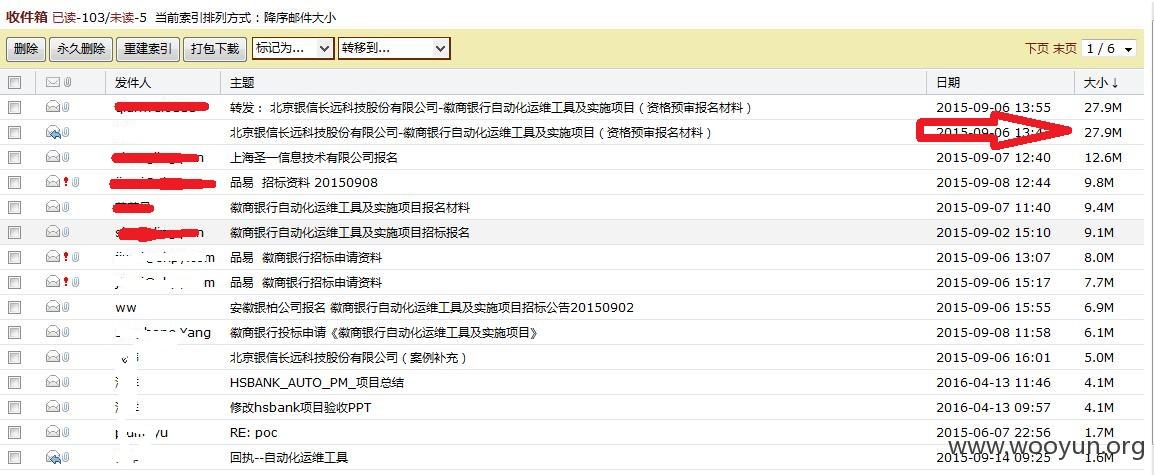 收件箱 已读-103/未读-5 当前索引排列方式：降序邮件大小
删除 永久删除 重建索引 打包下载 标记为... 转移到... 下页 末页 1 / 6
发件人 主题 日期 大小↓
转发： 北京银信长远科技股份有限公司-徽商银行自动化运维工具及实施项目（资格预审报名材料） 2015-09-06 13:55 27.9M
北京银信长远科技股份有限公司-徽商银行自动化运维工具及实施项目（资格预审报名材料） 2015-09-06 27.9M
上海圣一信息技术有限公司报名 2015-09-07 12:40 12.6M
品易 招标资料 20150908 2015-09-08 12:44 9.8M
徽商银行自动化运维工具及实施项目报名材料 2015-09-07 11:40 9.4M
徽商银行自动化运维工具及实施项目招标报名 2015-09-02 15:10 9.1M
品易 徽商银行招标申请资料 2015-09-06 13:07 8.0M
品易 徽商银行招标申请资料 2015-09-06 15:17 7.7M
ww 安徽银柏公司报名 徽商银行自动化运维工具及实施项目招标公告20150902 2015-09-06 15:55 6.9M
Yang 徽商银行投标申请《徽商银行自动化运维工具及实施项目》 2015-09-08 11:58 6.1M
北京银信长远科技股份有限公司（案例补充） 2015-09-06 16:01 5.0M
HSBANK_AUTO_PM_项目总结 2016-04-13 11:46 4.1M
修改hsbank项目验收PPT 2016-04-13 09:57 4.1M
RE: poc 2015-06-07 22:56 1.7M
回执--自动化运维工具 2015-09-14 09:25 1.6M
www.wooyun.org